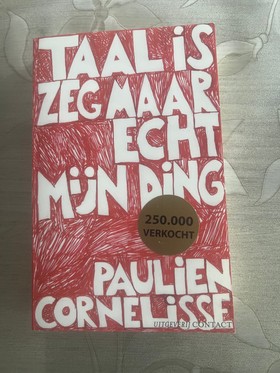 TAAL is
ZEG MAAR
ECHT
MijN DING
250.000
VERKOCHT
PAULIEN
CORNELISSE
UITGEVERIJ CONTACT